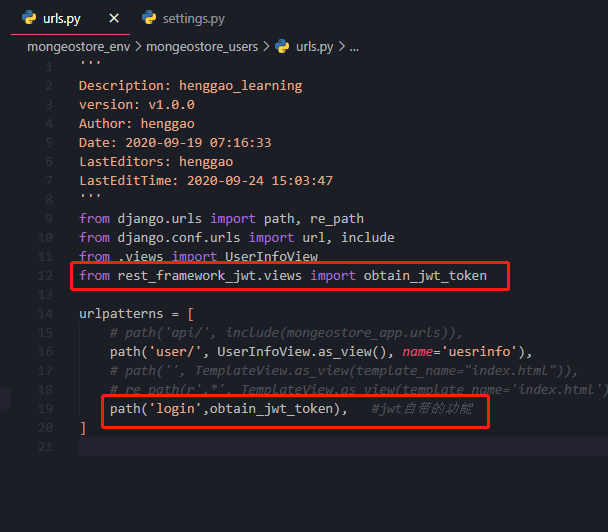 urls.py × settings.py
mongeostore_env > mongeostore_users > urls.py > ...
1 '''
2 Description: henggao_learning
3 version: v1.0.0
4 Author: henggao
5 Date: 2020-09-19 07:16:33
6 LastEditors: henggao
7 LastEditTime: 2020-09-24 15:03:47
8 '''
9 from django.urls import path, re_path
10 from django.conf.urls import url, include
11 from .views import UserInfoView
12 from rest_framework_jwt.views import obtain_jwt_token
13
14 urlpatterns = [
15 # path('api/', include(mongeostore_app.urls)),
16 path('user/', UserInfoView.as_view(), name='uesrinfo'),
17 # path('', TemplateView.as_view(template_name="index.html")),
18 # re_path(r'.*', TemplateView.as_view(template_name='index.html')
19 path('login',obtain_jwt_token), #jwt自带的功能
20 ]
21